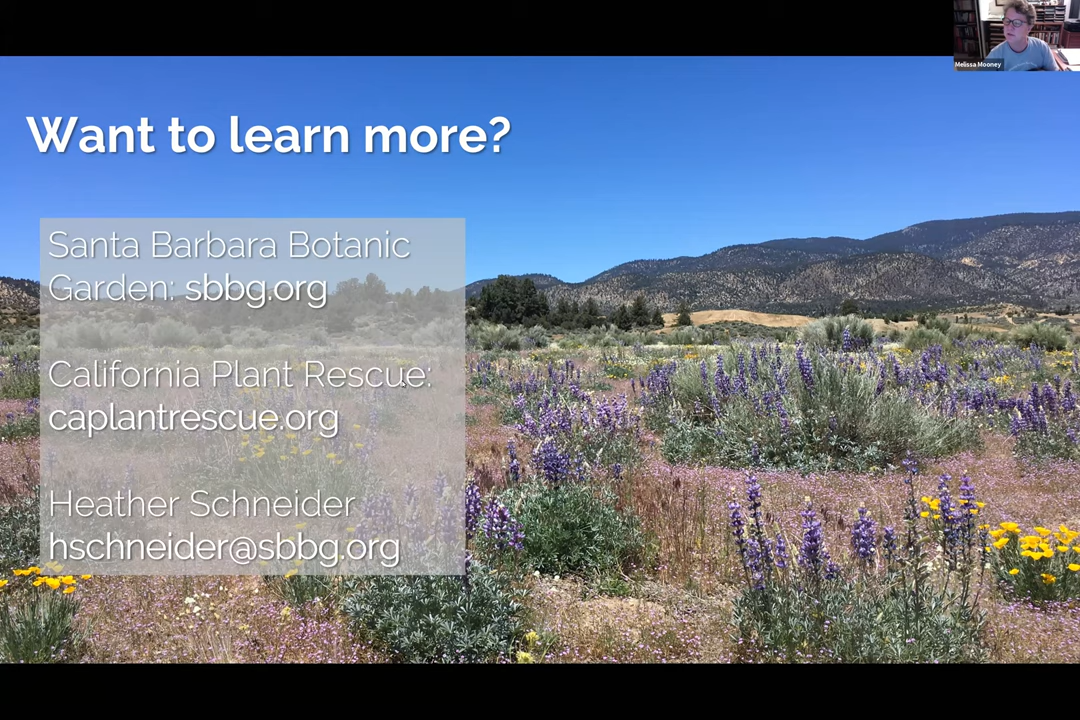 Melissa Mooney
Want to learn more?
Santa Barbara Botanic
Garden: sbbg.org
California Plant Rescue:
caplantrescue.org
Heather Schneider
hschneider@sbbg.org